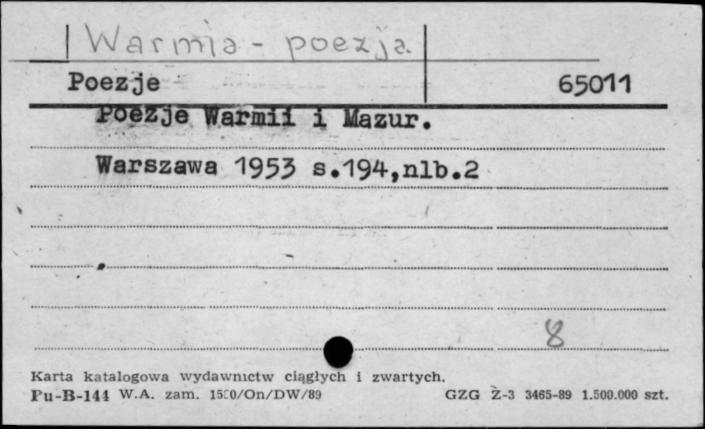 Warmia - poezja.
Poezje 65011
Poezje Warmii i Mazur.
Warszawa 1953 s.194,nlb.2
8
Karta katalogowa wydawnictw ciągłych i zwartych.
Pu-B-144 W.A. zam. 1550/On/DW/89 GZG Z-3 3465-89 1.500.000 szt.